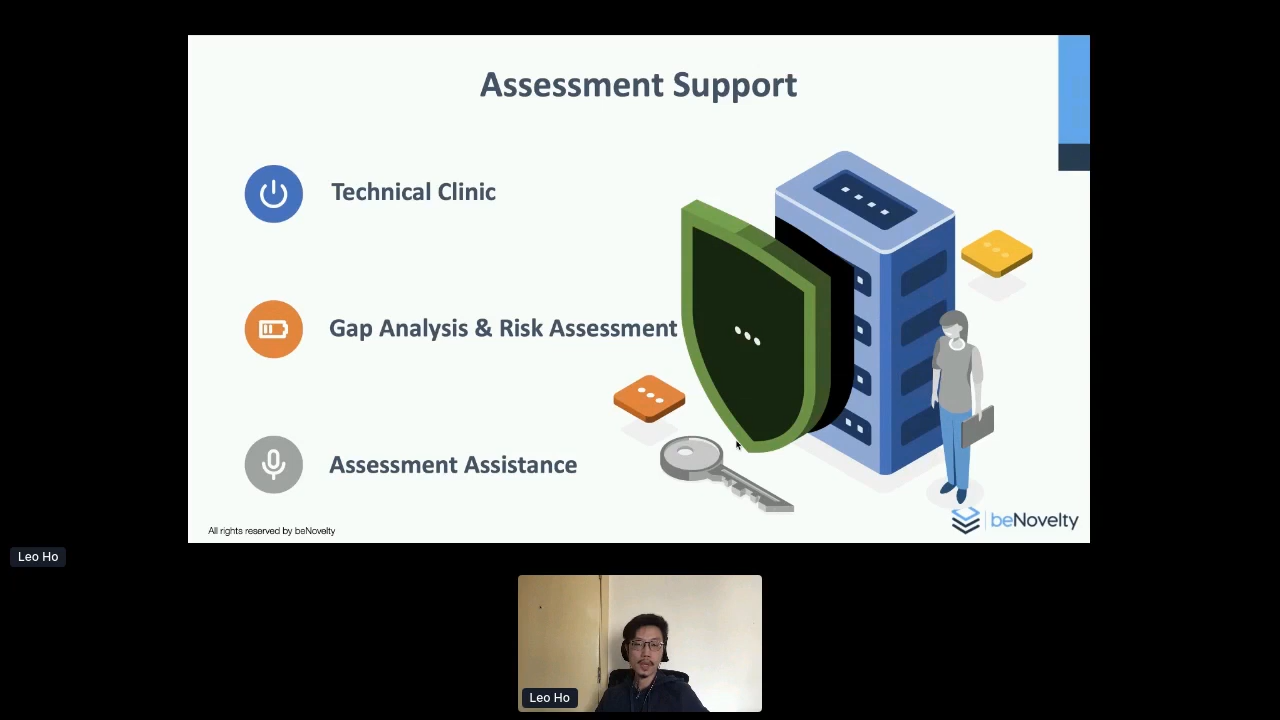 Assessment Support
Technical Clinic
Gap Analysis & Risk Assessment
Assessment Assistance
All rights reserved by beNovelty
beNovelty
Leo Ho
Leo Ho